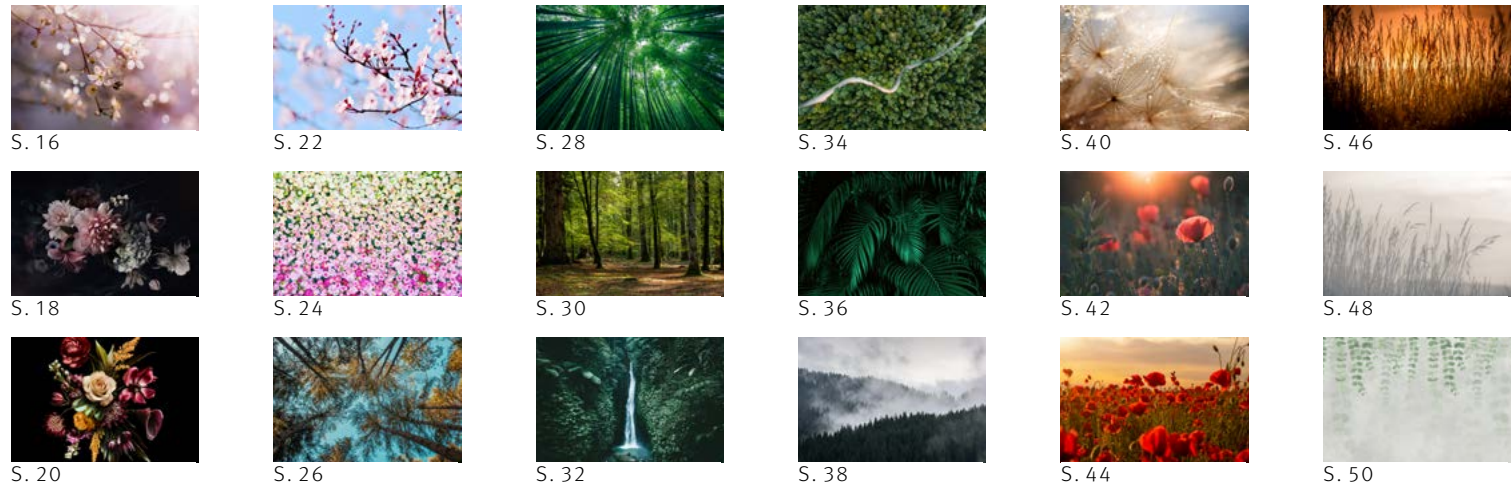 S. 16
S. 22
S. 28
S. 34
S. 40
S. 46
S. 18
S. 24
S. 30
S. 36
S. 42
S. 48
S. 20
S. 26
S. 32
S. 38
S. 44
S. 50